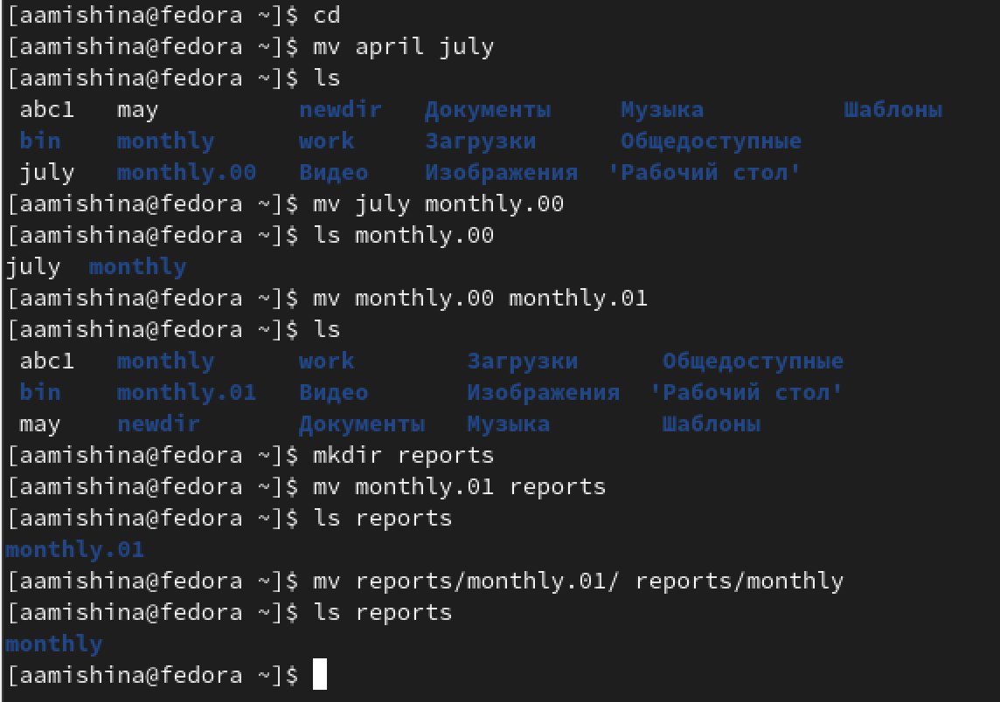 [aamishina@fedora ~]$ cd
[aamishina@fedora ~]$ mv april july
[aamishina@fedora ~]$ ls
abc1 may newdir Документы Музыка Шаблоны
bin monthly work Загрузки Общедоступные
july monthly.00 Видео Изображения 'Рабочий стол'
[aamishina@fedora ~]$ mv july monthly.00
[aamishina@fedora ~]$ ls monthly.00
july monthly
[aamishina@fedora ~]$ mv monthly.00 monthly.01
[aamishina@fedora ~]$ ls
abc1 monthly work Загрузки Общедоступные
bin monthly.01 Видео Изображения 'Рабочий стол'
may newdir Документы Музыка Шаблоны
[aamishina@fedora ~]$ mkdir reports
[aamishina@fedora ~]$ mv monthly.01 reports
[aamishina@fedora ~]$ ls reports
monthly.01
[aamishina@fedora ~]$ mv reports/monthly.01/ reports/monthly
[aamishina@fedora ~]$ ls reports
monthly
[aamishina@fedora ~]$